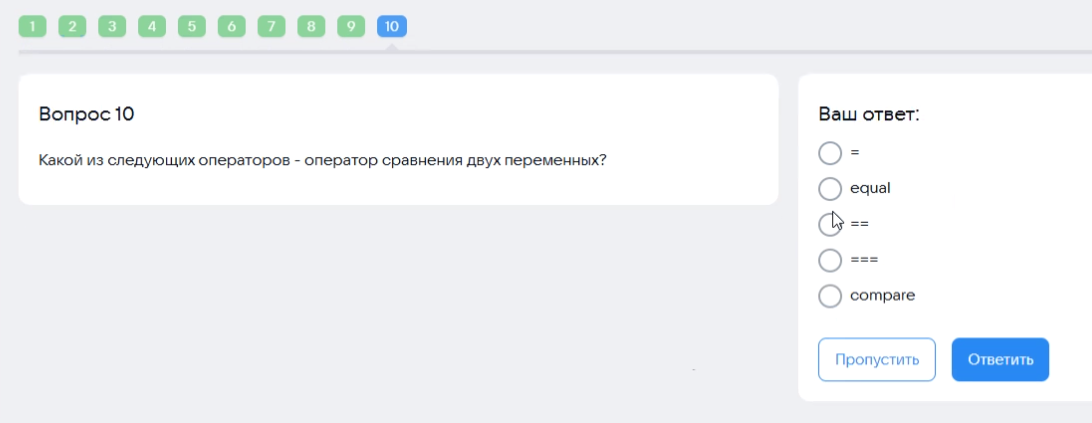 1 2 3 4 5 6 7 8 9 10
Вопрос 10
Какой из следующих операторов - оператор сравнения двух переменных?
Ваш ответ:
=
equal
==
===
compare
Пропустить Ответить